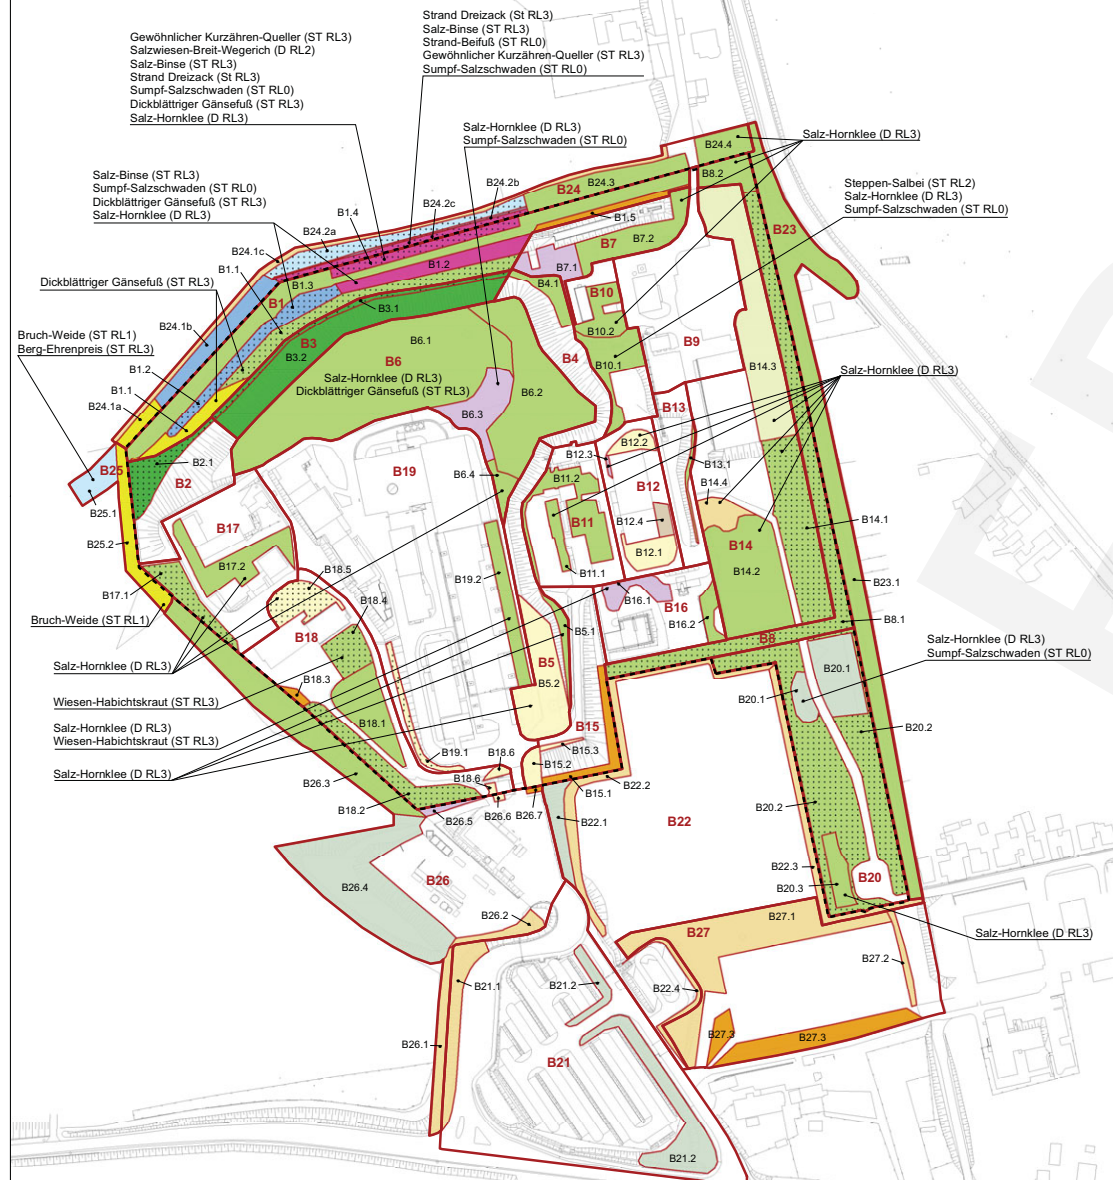 Strand Dreizack (St RL3)
Salz-Binse (ST RL3)
Strand-Beifuß (ST RL0)
Gewöhnlicher Kurzähren-Queller (ST RL3)
Sumpf-Salzschwaden (ST RL0)
Gewöhnlicher Kurzähren-Queller (ST RL3)
Salzwiesen-Breit-Wegerich (D RL2)
Salz-Binse (ST RL3)
Strand Dreizack (St RL3)
Sumpf-Salzschwaden (ST RL0)
Dickblättriger Gänsefuß (ST RL3)
Salz-Hornklee (D RL3)
Salz-Hornklee (D RL3)
Sumpf-Salzschwaden (ST RL0)
Salz-Hornklee (D RL3)
Salz-Binse (ST RL3)
Sumpf-Salzschwaden (ST RL0)
Dickblättriger Gänsefuß (ST RL3)
Salz-Hornklee (D RL3)
Steppen-Salbei (ST RL2)
Salz-Hornklee (D RL3)
Sumpf-Salzschwaden (ST RL0)
B24.4
B8.2
B24
B24.3
B24.2b
B24.2c
B1.4
B24.2a
B1.5
B23
B7
B7.2
B7.1
B24.1c
B1.1
B1.3
B1.2
B4.1
B1
B3.1
B10
B10.2
B10.1
B9
Dickblättriger Gänsefuß (ST RL3)
B24.1b
B3
B3.2
B6.1
B6
B4
Bruch-Weide (ST RL1)
Berg-Ehrenpreis (ST RL3)
B1.2
B1.1
B24.1a
Salz-Hornklee (D RL3)
Dickblättriger Gänsefuß (ST RL3)
B6.2
B6.3
B14.3
Salz-Hornklee (D RL3)
B13
B12.2
B12.3
B13.1
B25
B2.1
B2
B25.1
B19
B6.4
B11.2
B12
B14.4
B11
B12.4
B14.1
B17
B25.2
B14
B12.1
B14.2
B17.2
B18.5
B19.2
B11.1
B23.1
B17.1
B16.1
B16
B18.4
B16.2
B8.1
Bruch-Weide (ST RL1)
B18
B5.1
B8
Salz-Hornklee (D RL3)
Sumpf-Salzschwaden (ST RL0)
Salz-Hornklee (D RL3)
B5
B5.2
B20.1
B20.1
B18.3
Wiesen-Habichtskraut (ST RL3)
B18.1
B15
B20.2
Salz-Hornklee (D RL3)
Wiesen-Habichtskraut (ST RL3)
B15.3
B19.1
B18.6
B15.2
Salz-Hornklee (D RL3)
B26.3
B18.6
B15.1
B22.2
B18.2
B26.6
B26.7
B26.5
B22.1
B20.2
B22
B22.3
B20
B20.3
B26
B26.4
B26.2
B27.1
B27
Salz-Hornklee (D RL3)
B27.2
B21.1
B21.2
B22.4
B27.3
B27.3
B26.1
B21
B21.2